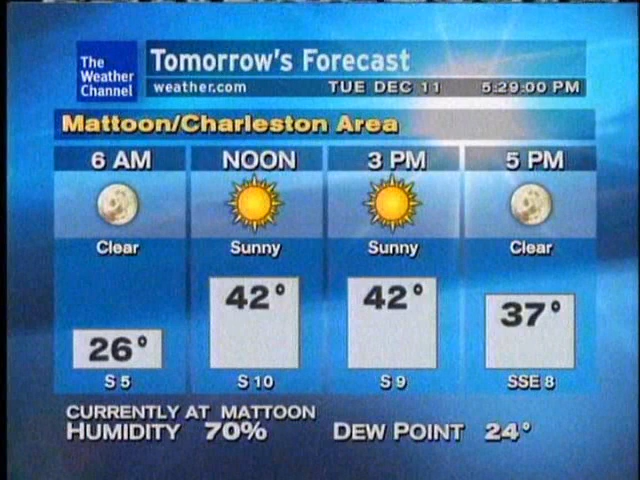 The
Weather
Channel
Tomorrow's Forecast
weather.com TUE DEC 11 5:29:00 PM
Mattoon/Charleston Area
6 AM NOON 3 PM 5 PM
Clear Sunny Sunny Clear
26° 42° 42° 37°
S 5 S 10 S 9 SSE 8
CURRENTLY AT MATTOON
HUMIDITY 70% DEW POINT 24°